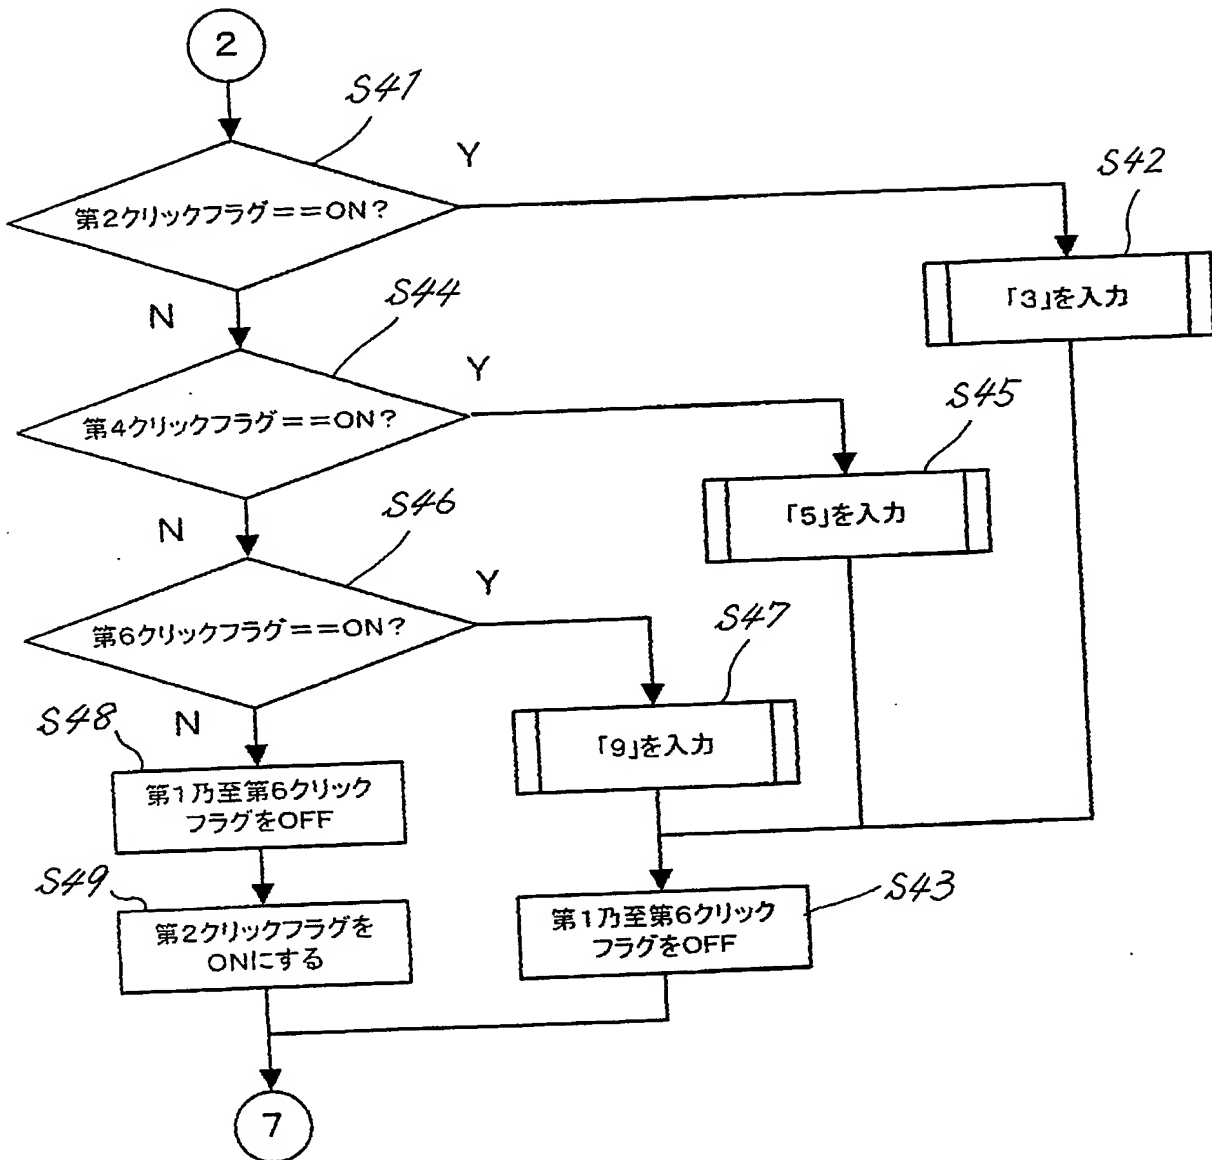 2
S41
Y
S42
第2クリックフラグ==ON?
「3」を入力
N
S44
Y
S45
第4クリックフラグ==ON?
「5」を入力
N
S46
Y
S47
第6クリックフラグ==ON?
「9」を入力
N
S48
第1乃至第6クリック
フラグをOFF
S43
第1乃至第6クリック
フラグをOFF
S49
第2クリックフラグを
ONにする
7